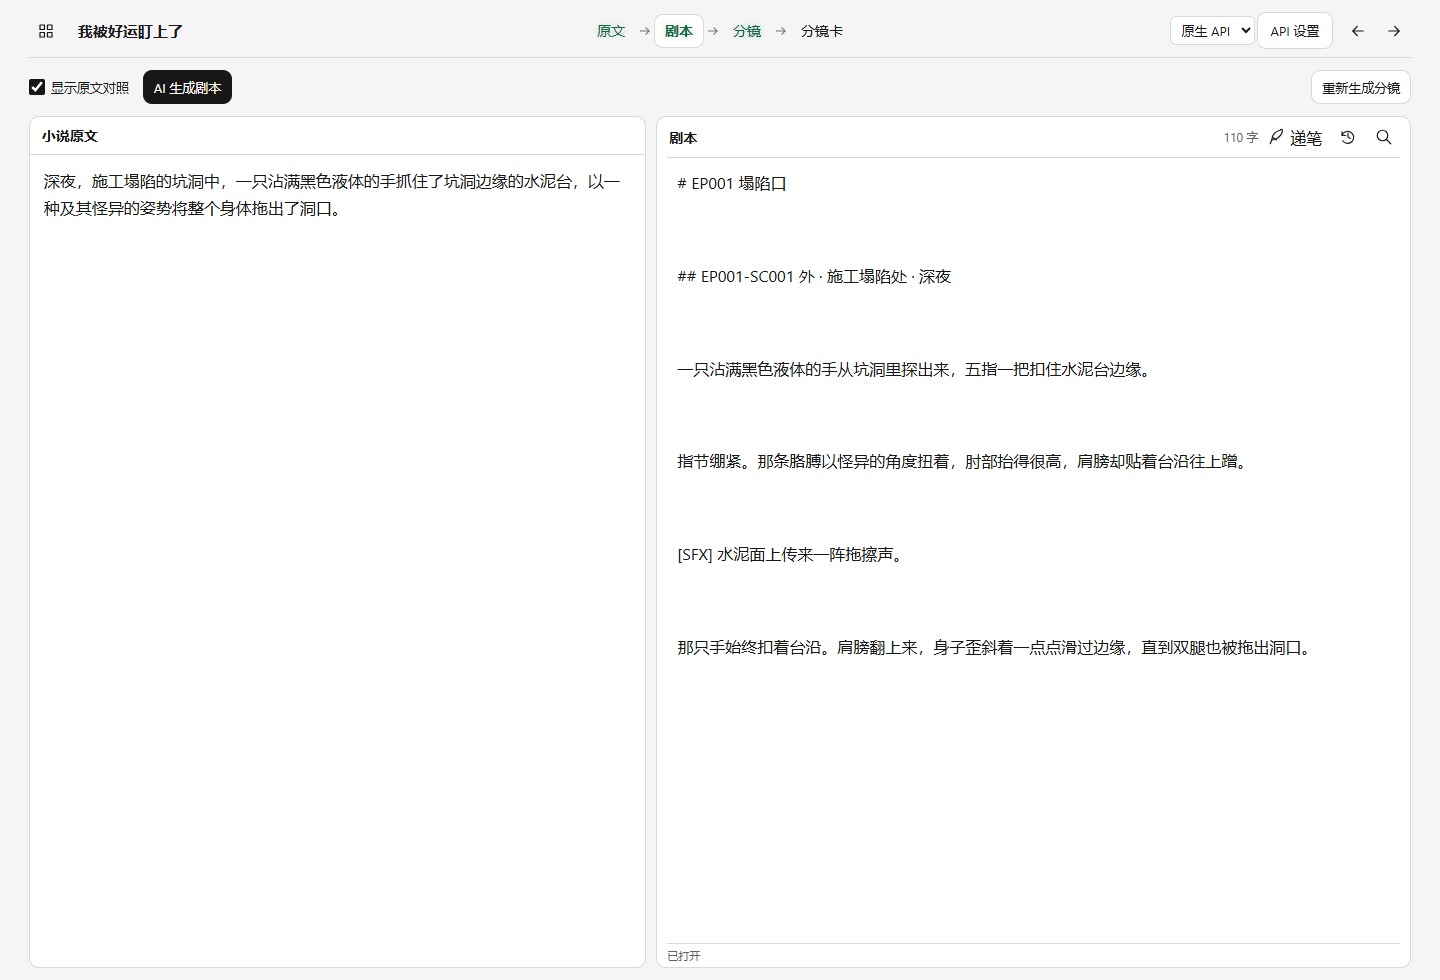 我被好运盯上了
原文 → 剧本 → 分镜 → 分镜卡
原生 API
API 设置
显示原文对照
AI 生成剧本
重新生成分镜
小说原文
深夜，施工塌陷的坑洞中，一只沾满黑色液体的手抓住了坑洞边缘的水泥台，以一
种及其怪异的姿势将整个身体拖出了洞口。
剧本
110 字
递笔
# EP001 塌陷口
## EP001-SC001 外 · 施工塌陷处 · 深夜
一只沾满黑色液体的手从坑洞里探出来，五指一把扣住水泥台边缘。
指节绷紧。那条胳膊以怪异的角度扭着，肘部抬得很高，肩膀却贴着台沿往上蹭。
[SFX] 水泥面上传来一阵拖擦声。
那只手始终扣着台沿。肩膀翻上来，身子歪斜着一点点滑过边缘，直到双腿也被拖出洞口。
已打开